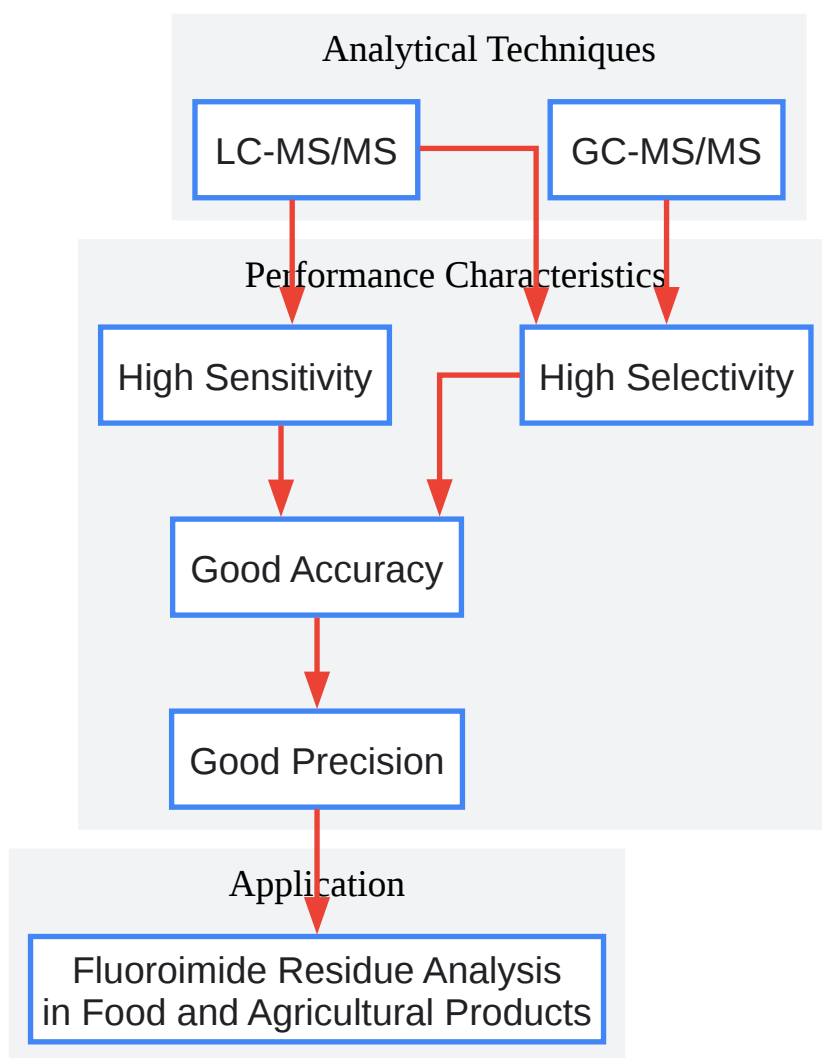 Analytical Techniques
LC-MS/MS
GC-MS/MS
Performance Characteristics
High Sensitivity
High Selectivity
Good Accuracy
Good Precision
Application
Fluoroimide Residue Analysis
in Food and Agricultural Products